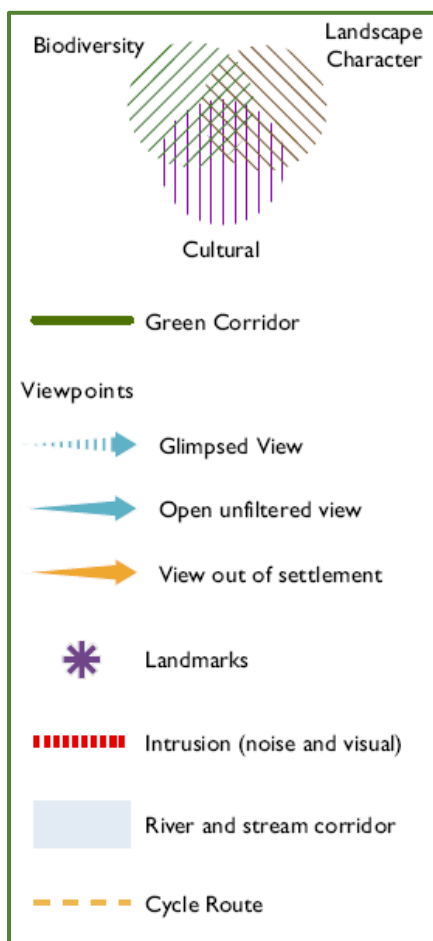 Biodiversity
Landscape
Character
Cultural
Green Corridor
Viewpoints
Glimpsed View
Open unfiltered view
View out of settlement
Landmarks
Intrusion (noise and visual)
River and stream corridor
Cycle Route